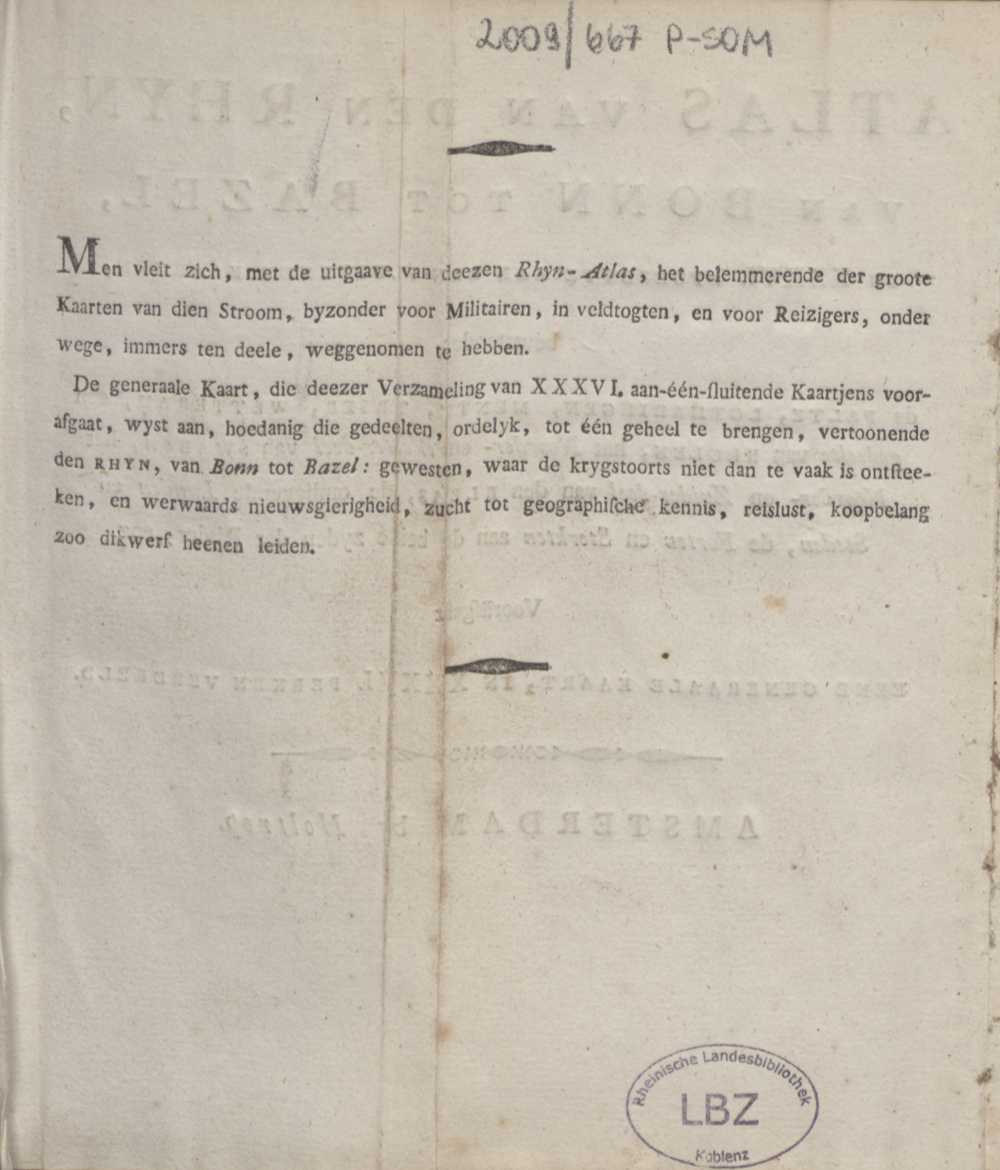 2009/667 P-SOM
Men vleit zich, met de uitgaave van deezen Rhyn-Atlas, het belemmerende der groote
Kaarten van dien Stroom, byzonder voor Militairen, in veldtogten, en voor Reizigers, onder
wege, immers ten deele, weggenomen te hebben.
De generaale Kaart, die deezer Verzameling van XXXVI. aan-één-sluitende Kaartjens voor-
afgaat, wyst aan, hoedanig die gedeelten, ordelyk, tot één geheel te brengen, vertoonende
den RHYN, van Bonn tot Bazel: gewesten, waar de krygstoorts niet dan te vaak is ontſtee-
ken, en werwaards nieuwsgierigheid, zucht tot geographiſche kennis, reislust, koopbelang
zoo dikwerf heenen leiden.
Rheinische Landesbibliothek
LBZ
Koblenz